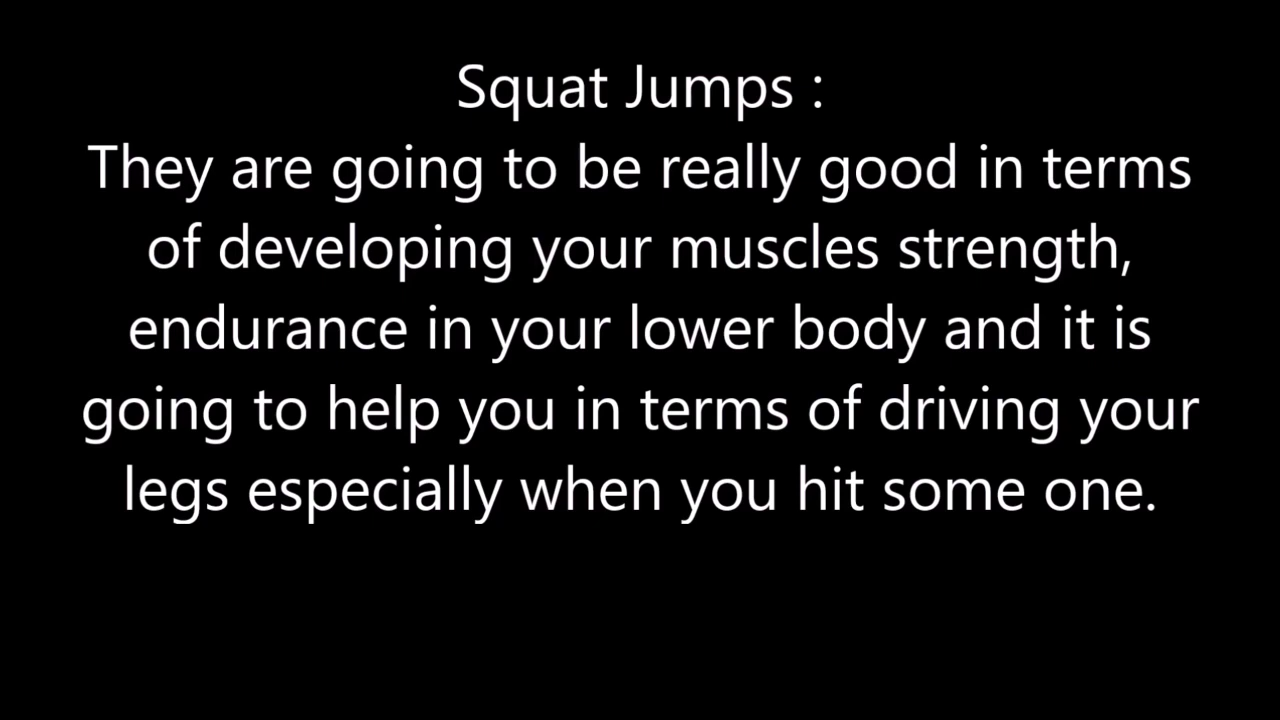 Squat Jumps :
They are going to be really good in terms
of developing your muscles strength,
endurance in your lower body and it is
going to help you in terms of driving your
legs especially when you hit some one.